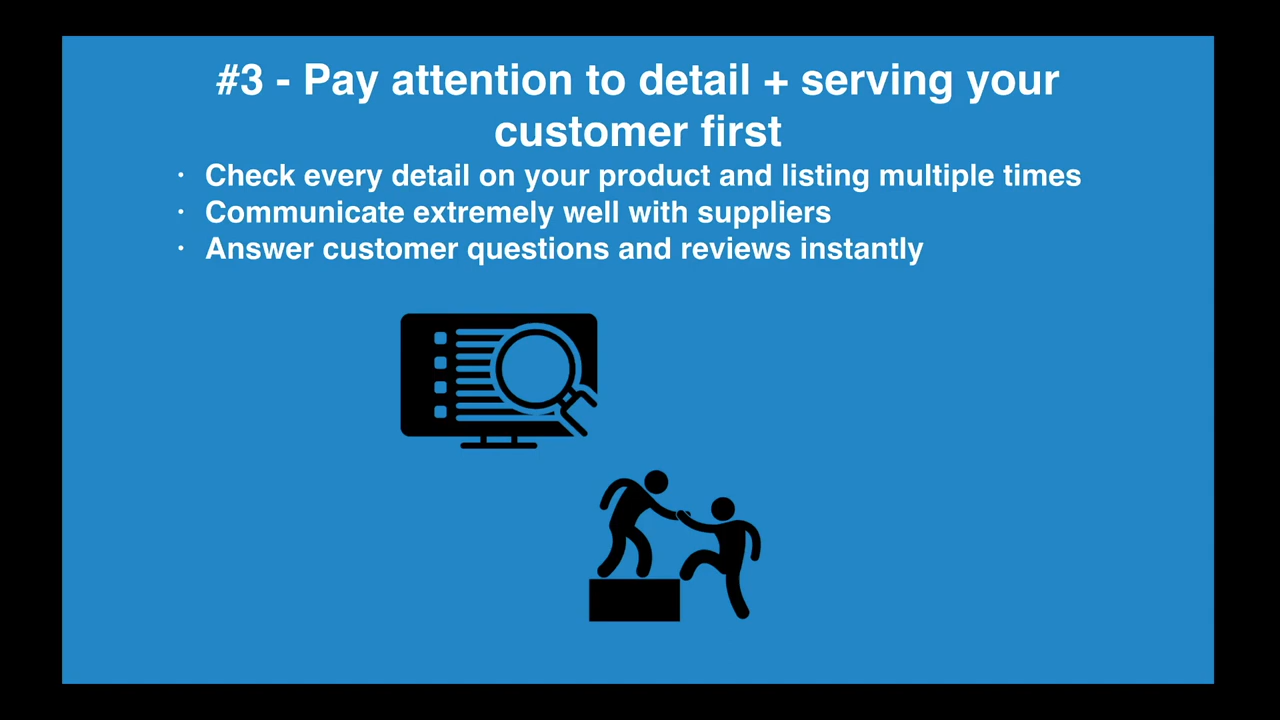 #3 - Pay attention to detail + serving your
customer first
· Check every detail on your product and listing multiple times
· Communicate extremely well with suppliers
· Answer customer questions and reviews instantly